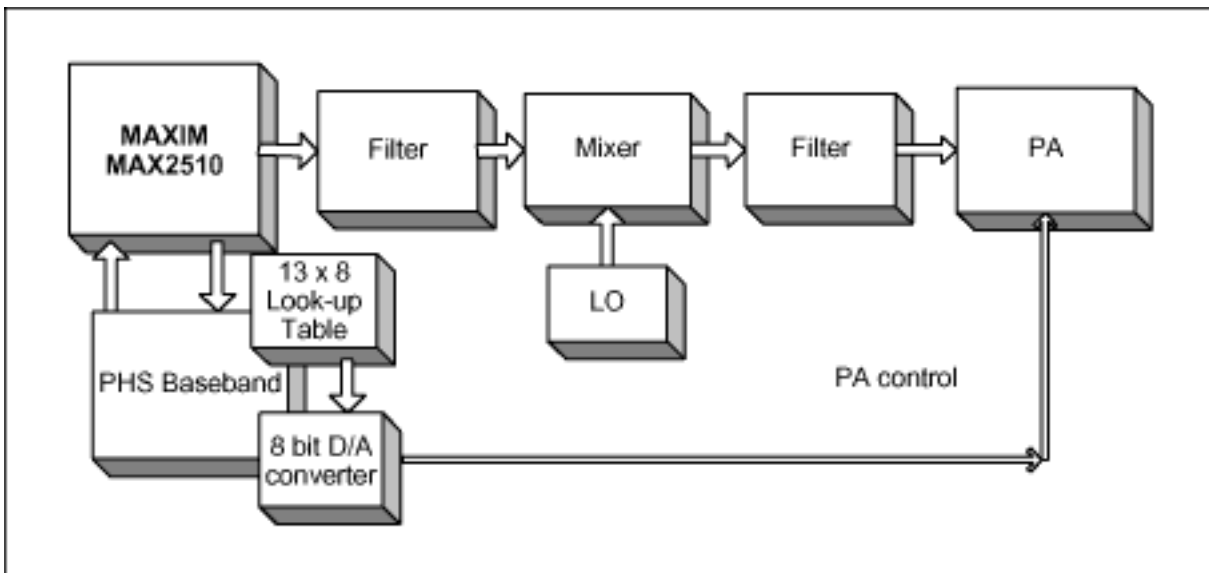 MAXIM
MAX2510
Filter
Mixer
Filter
PA
13 x 8
Look-up
Table
LO
PHS Baseband
PA control
8 bit D/A
converter